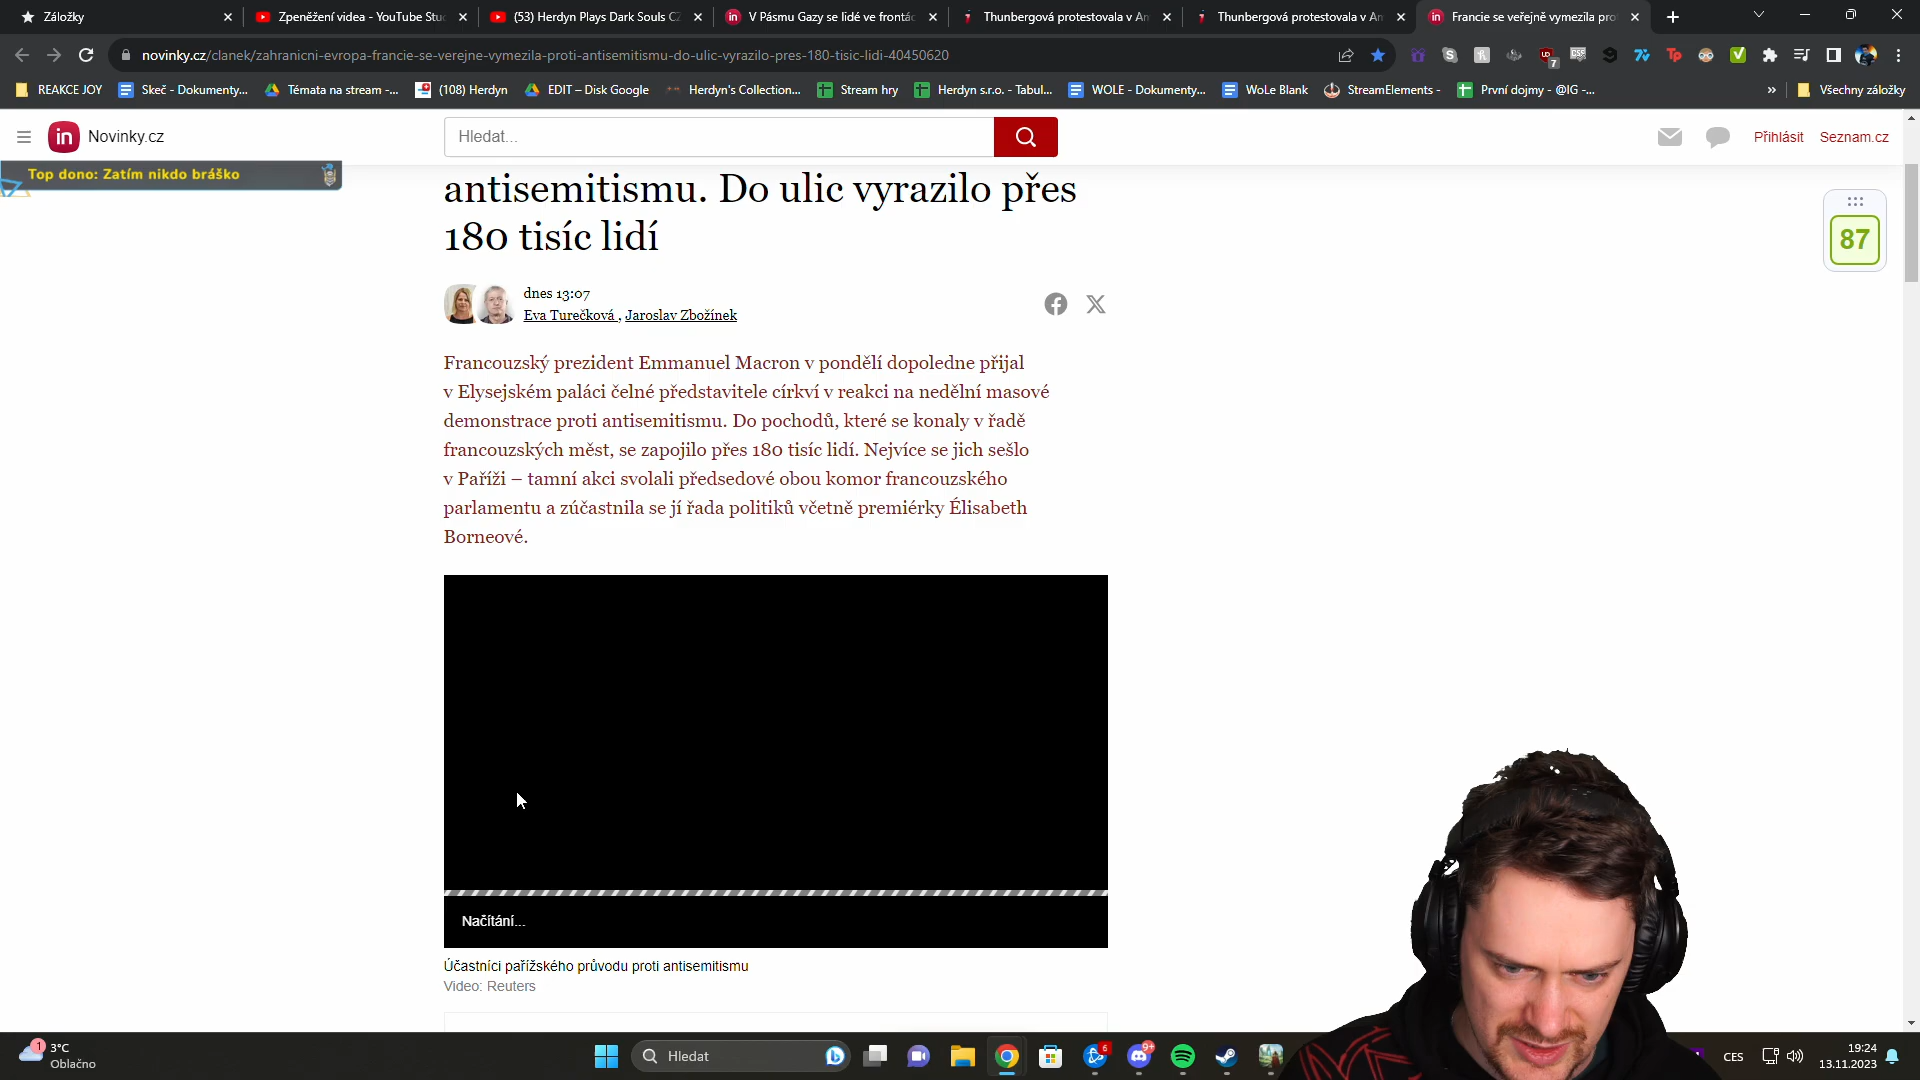 Záložky
Zpeněžení videa - YouTube Stu
(53) Herdyn Plays Dark Souls CZ
V Pásmu Gazy se lidé ve frontác
Thunbergová protestovala v Am
Thunbergová protestovala v Am
Francie se veřejně vymezila pro
novinky.cz/clanek/zahranicni-evropa-francie-se-verejne-vymezila-proti-antisemitismu-do-ulic-vyrazilo-pres-180-tisic-lidi-40450620
REAKCE JOY
Skeč - Dokumenty...
Témata na stream -...
(108) Herdyn
EDIT – Disk Google
Herdyn's Collection...
Stream hry
Herdyn s.r.o. - Tabul...
WOLE - Dokumenty...
WoLe Blank
StreamElements -
První dojmy - @IG -...
»
Všechny záložky
in Novinky.cz
Hledat...
Přihlásit
Seznam.cz
Top dono: Zatím nikdo bráško
antisemitismu. Do ulic vyrazilo přes
180 tisíc lidí
87
dnes 13:07
Eva Turečková , Jaroslav Zbožínek
Francouzský prezident Emmanuel Macron v pondělí dopoledne přijal
v Elysejském paláci čelné představitele církví v reakci na nedělní masové
demonstrace proti antisemitismu. Do pochodů, které se konaly v řadě
francouzských měst, se zapojilo přes 180 tisíc lidí. Nejvíce se jich sešlo
v Paříži – tamní akci svolali předsedové obou komor francouzského
parlamentu a zúčastnila se jí řada politiků včetně premiérky Élisabeth
Borneové.
Načítání...
Účastníci pařížského průvodu proti antisemitismu
Video: Reuters
1
3°C
Oblačno
Hledat
6
9+
CES
19:24
13.11.2023